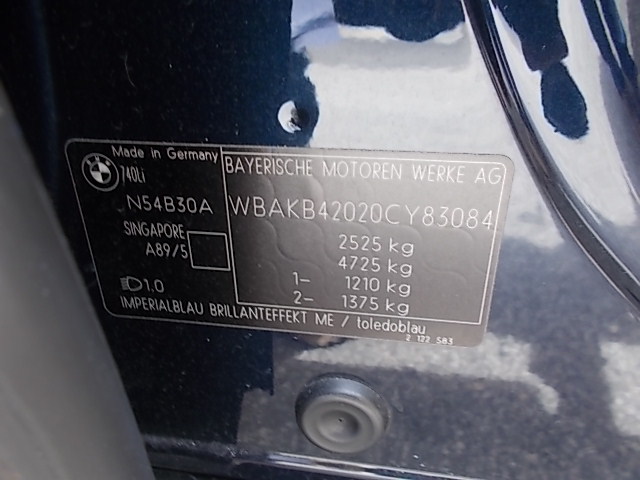 BMW
Made in Germany
740Li
BAYERISCHE MOTOREN WERKE AG
N54B30A
WBAKB42020CY83084
SINGAPORE
A89/5
2525 kg
4725 kg
1- 1210 kg
2- 1375 kg
1.0
IMPERIALBLAU BRILLANTEFFEKT ME / toledoblau
2 122 583